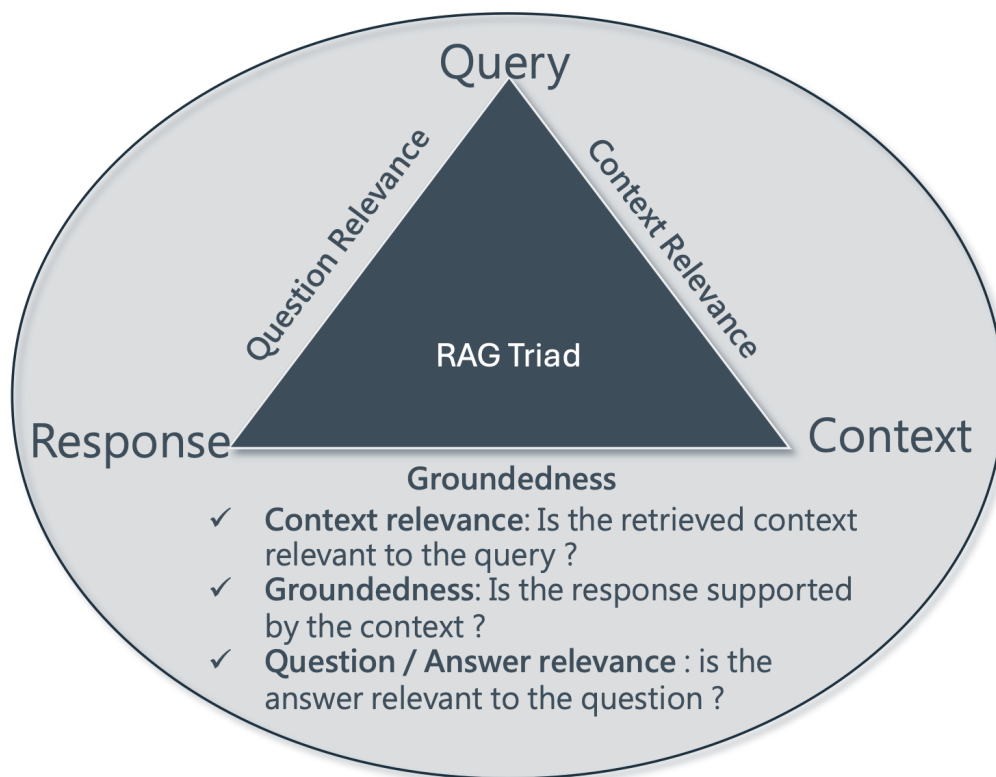 Query
Question Relevance
Context Relevance
RAG Triad
Response
Context
Groundedness
✓ Context relevance: Is the retrieved context
relevant to the query ?
✓ Groundedness: Is the response supported
by the context ?
✓ Question / Answer relevance : is the
answer relevant to the question ?